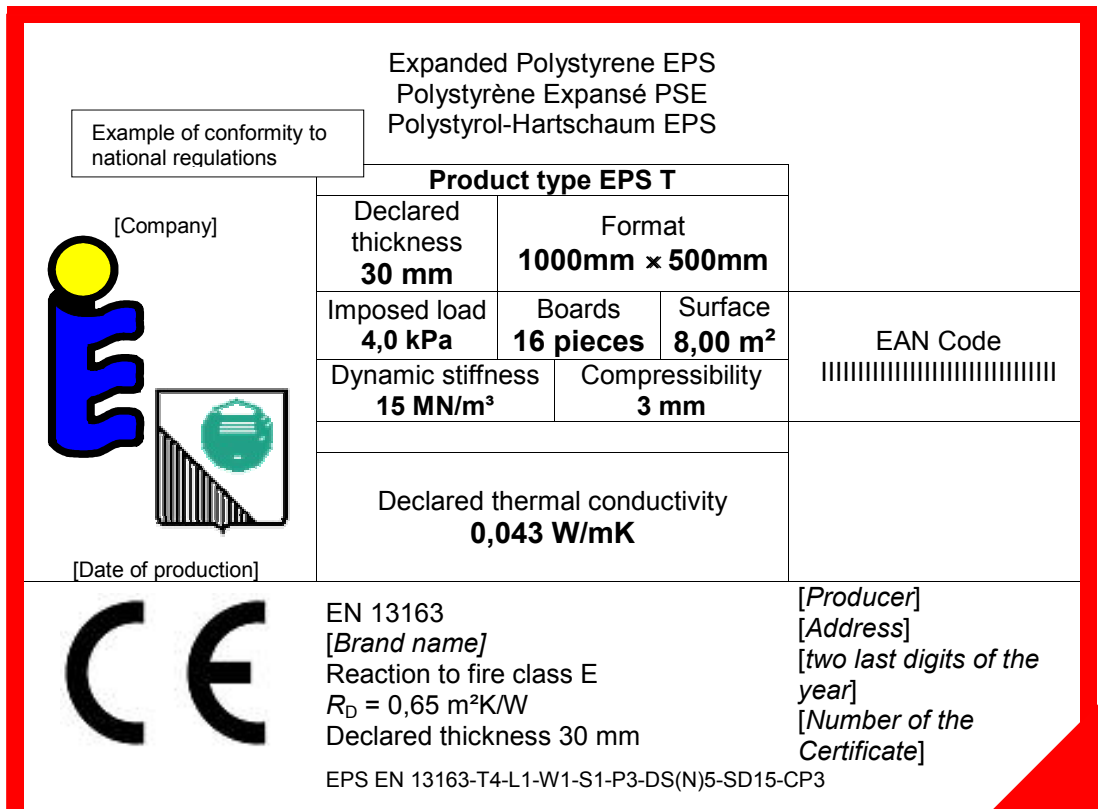 Expanded Polystyrene EPS
Polystyrène Expansé PSE
Polystyrol-Hartschaum EPS
Example of conformity to
national regulations
[Company]
Product type EPS T
Declared
thickness
30 mm
Format
1000mm × 500mm
Imposed load
4,0 kPa
Boards
16 pieces
Surface
8,00 m²
EAN Code
Dynamic stiffness
15 MN/m³
Compressibility
3 mm
Declared thermal conductivity
0,043 W/mK
[Date of production]
CE
EN 13163
[Brand name]
Reaction to fire class E
R_D = 0,65 m²K/W
Declared thickness 30 mm
EPS EN 13163-T4-L1-W1-S1-P3-DS(N)5-SD15-CP3
[Producer]
[Address]
[two last digits of the
year]
[Number of the
Certificate]